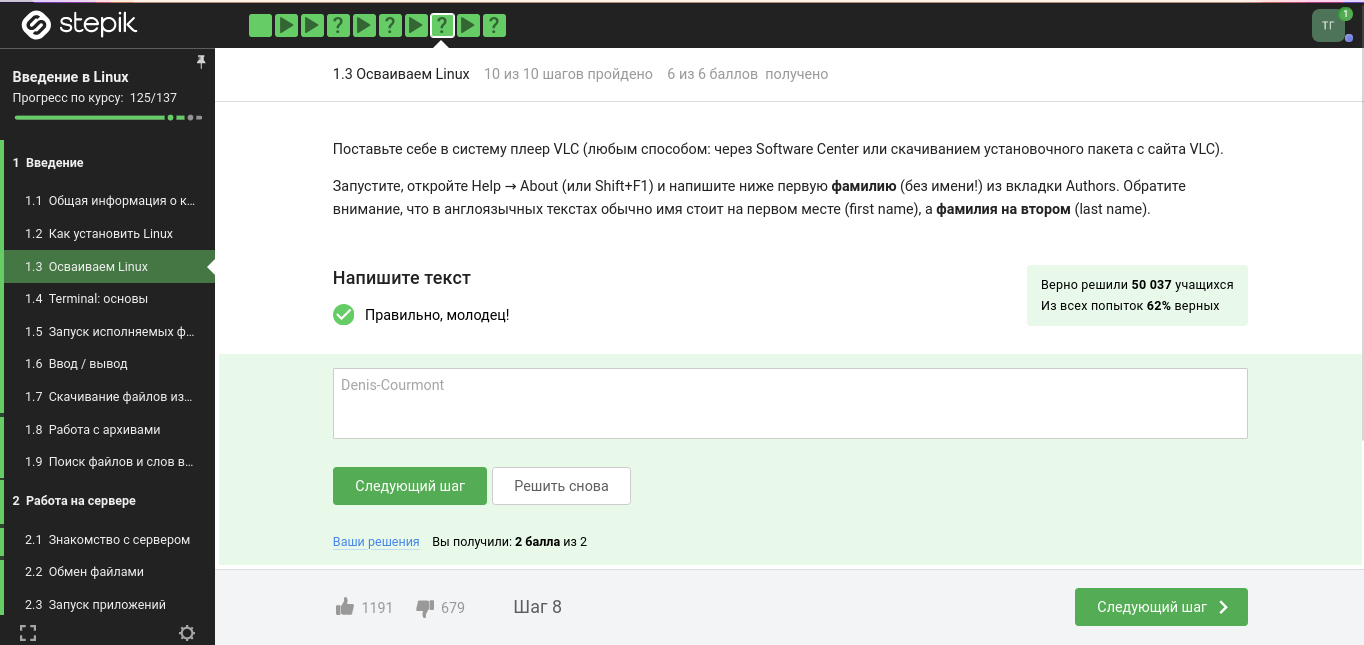 stepik
? ? ? ?
ТГ
1
Введение в Linux
Прогресс по курсу: 125/137
1 Введение
1.1 Общая информация о к...
1.2 Как установить Linux
1.3 Осваиваем Linux
1.4 Terminal: основы
1.5 Запуск исполняемых ф...
1.6 Ввод / вывод
1.7 Скачивание файлов из...
1.8 Работа с архивами
1.9 Поиск файлов и слов в...
2 Работа на сервере
2.1 Знакомство с сервером
2.2 Обмен файлами
2.3 Запуск приложений
1.3 Осваиваем Linux 10 из 10 шагов пройдено 6 из 6 баллов получено
Поставьте себе в систему плеер VLC (любым способом: через Software Center или скачиванием установочного пакета с сайта VLC).
Запустите, откройте Help → About (или Shift+F1) и напишите ниже первую фамилию (без имени!) из вкладки Authors. Обратите
внимание, что в англоязычных текстах обычно имя стоит на первом месте (first name), а фамилия на втором (last name).
Напишите текст
Правильно, молодец!
Верно решили 50 037 учащихся
Из всех попыток 62% верных
Denis-Courmont
Следующий шаг Решить снова
Ваши решения Вы получили: 2 балла из 2
1191 679 Шаг 8 Следующий шаг